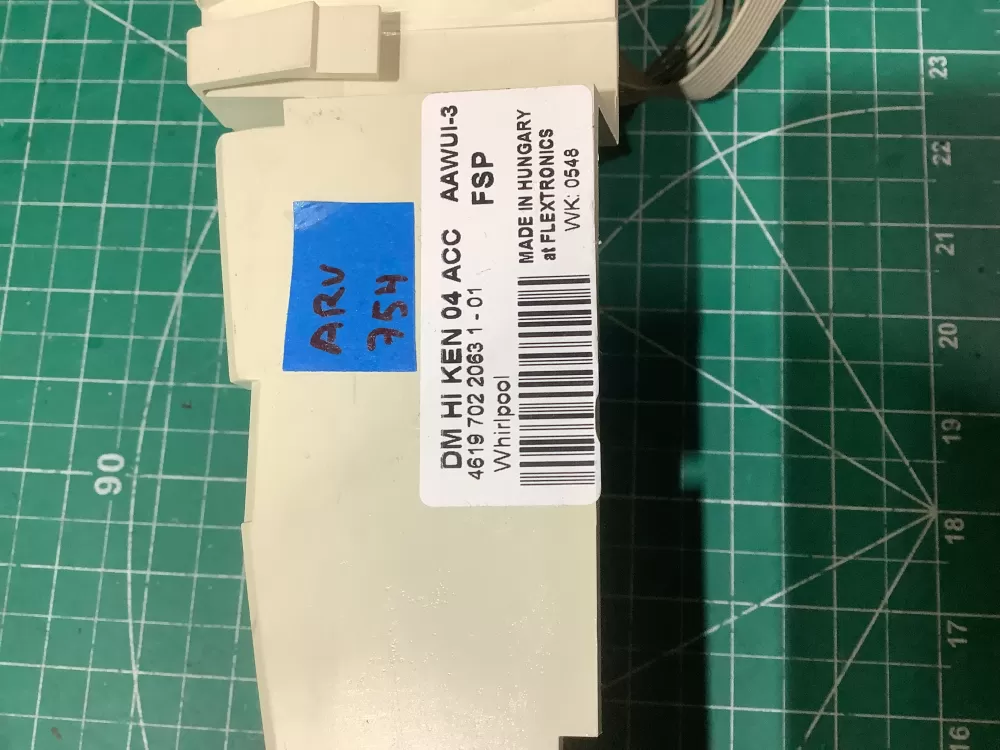 DM Hi KEN 04 ACC AAWUI-3
4619 702 2063 1 - 01 FSP
Whirlpool
MADE IN HUNGARY
at FLEXTRONICS
WK: 0548
ARV
754
90
23
22
21
20
19
18
17
16